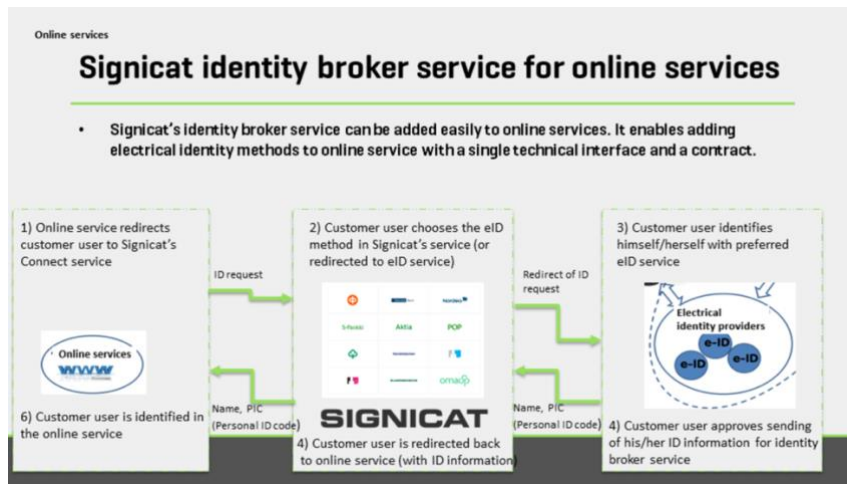 Online services
Signicat identity broker service for online services
• Signicat's identity broker service can be added easily to online services. It enables adding
electrical identity methods to online service with a single technical interface and a contract.
1) Online service redirects
customer user to Signicat's
Connect service
ID request
Online services
WWW
6) Customer user is identified in
the online service
2) Customer user chooses the eID
method in Signicat's service (or
redirected to eID service)
Nordea
S-Pankki
Aktia
POP
omasp
SIGNICAT
4) Customer user is redirected back
to online service (with ID information)
Name, PIC
(Personal ID code)
Redirect of ID
request
Name, PIC
(Personal ID code)
3) Customer user identifies
himself/herself with preferred
eID service
Electrical
identity providers
e-ID
e-ID
e-ID
4) Customer user approves sending
of his/her ID information for identity
broker service